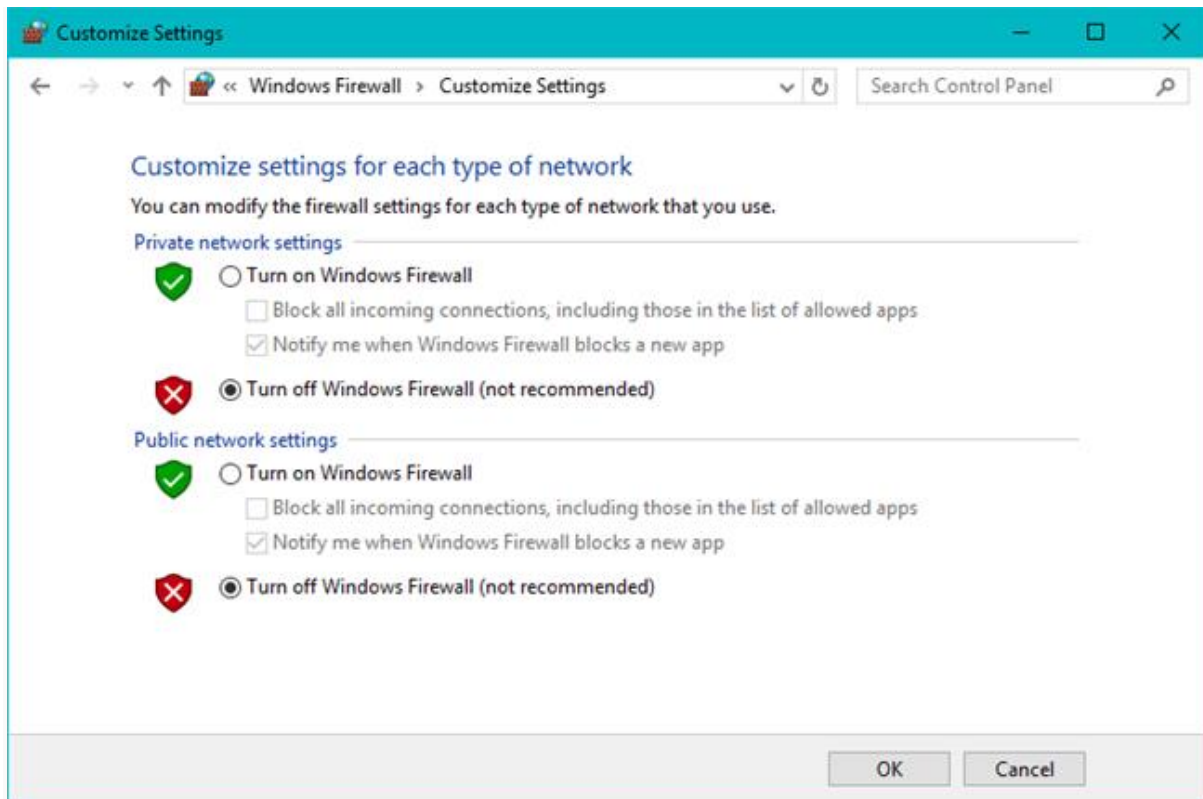 Customize Settings
« Windows Firewall › Customize Settings
Search Control Panel
Customize settings for each type of network
You can modify the firewall settings for each type of network that you use.
Private network settings
Turn on Windows Firewall
Block all incoming connections, including those in the list of allowed apps
Notify me when Windows Firewall blocks a new app
Turn off Windows Firewall (not recommended)
Public network settings
Turn on Windows Firewall
Block all incoming connections, including those in the list of allowed apps
Notify me when Windows Firewall blocks a new app
Turn off Windows Firewall (not recommended)
OK
Cancel